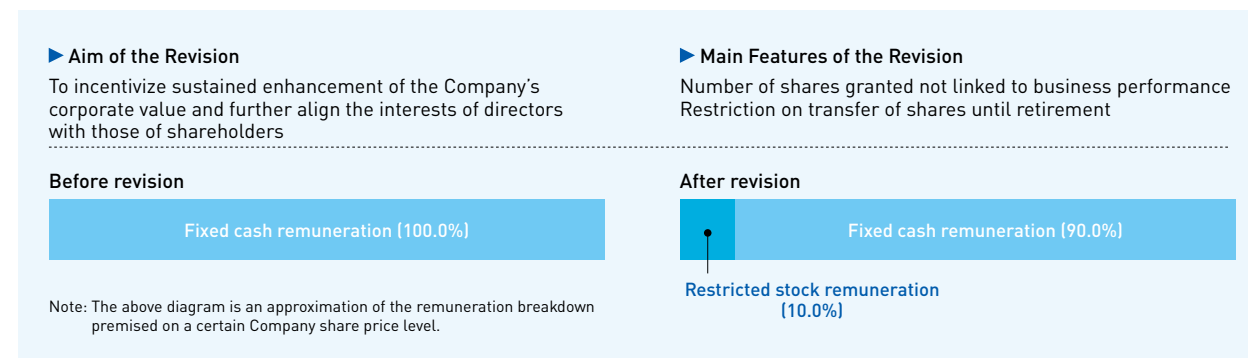 ▶ Aim of the Revision
To incentivize sustained enhancement of the Company's
corporate value and further align the interests of directors
with those of shareholders
▶ Main Features of the Revision
Number of shares granted not linked to business performance
Restriction on transfer of shares until retirement
Before revision
Fixed cash remuneration (100.0%)
Note: The above diagram is an approximation of the remuneration breakdown
premised on a certain Company share price level.
After revision
Fixed cash remuneration (90.0%)
Restricted stock remuneration
(10.0%)